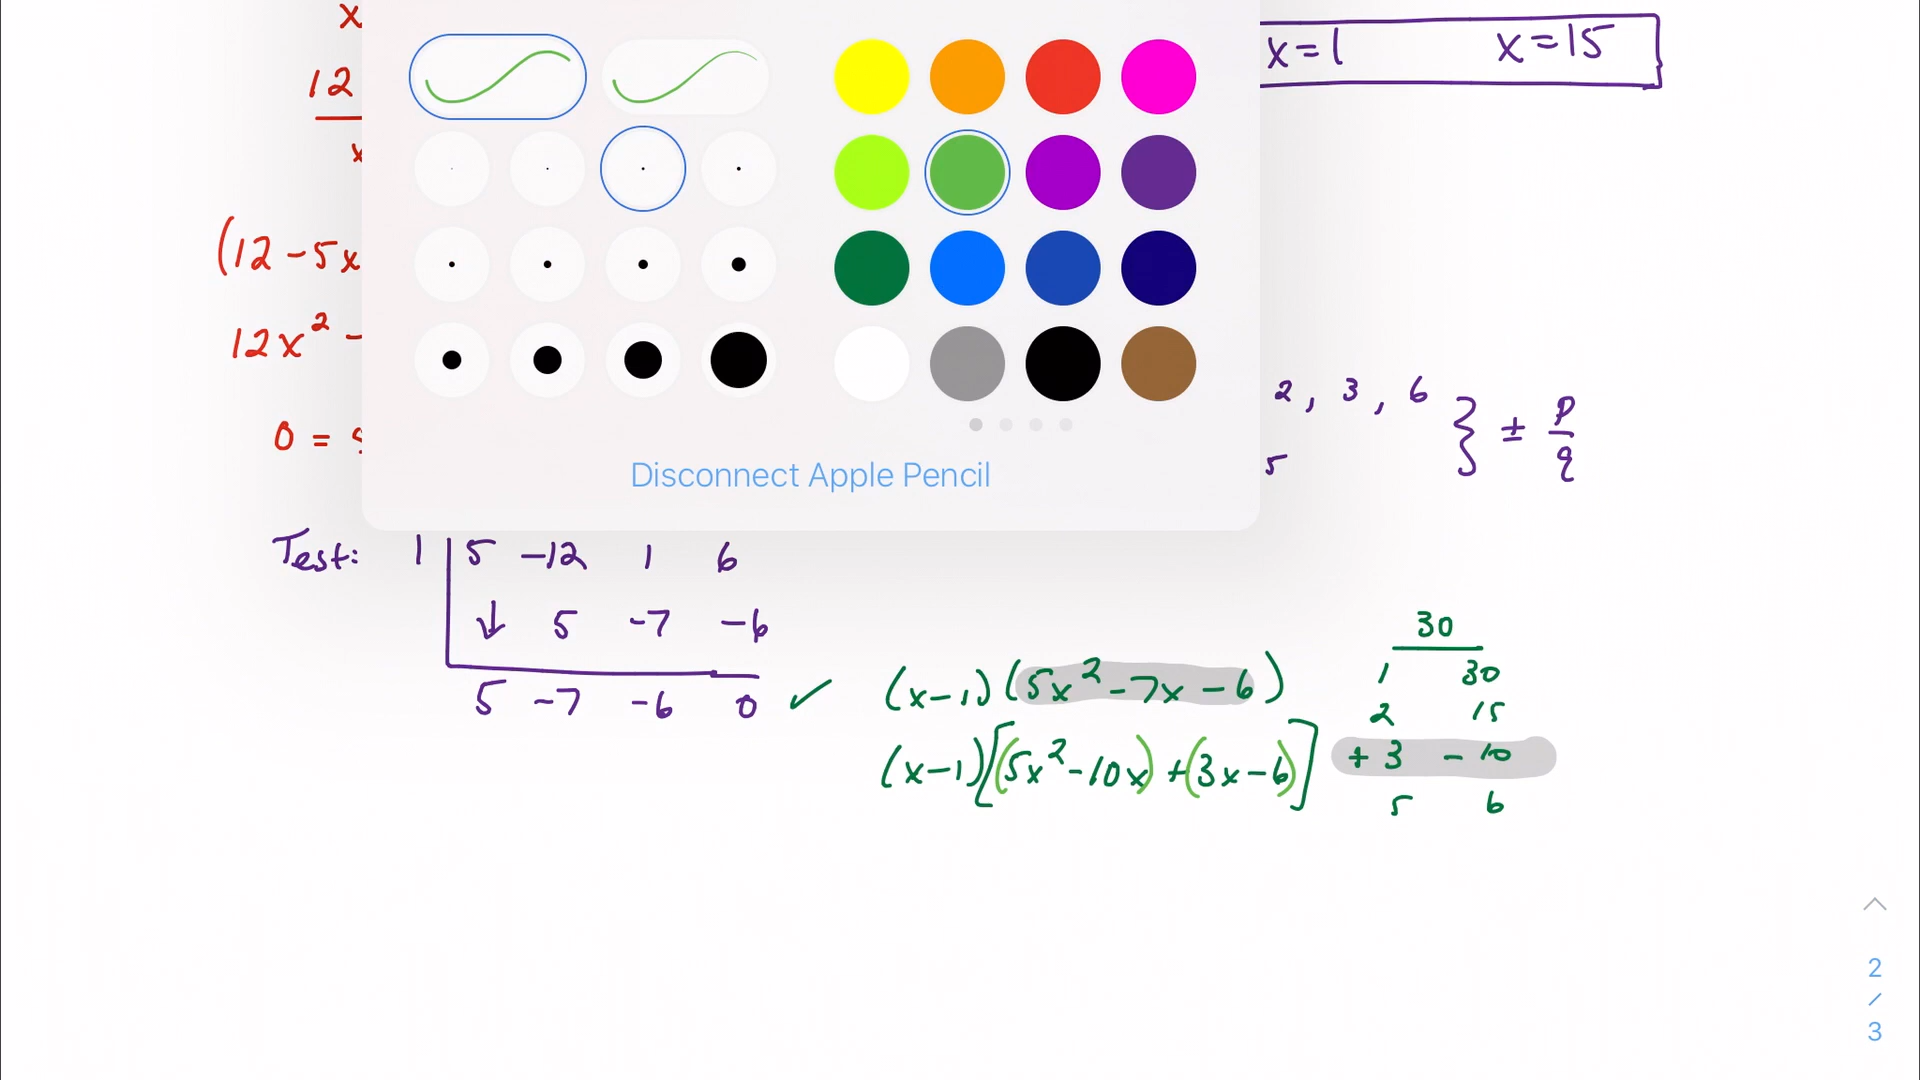 x
12
x
(12 - 5x
12x² -
0 =
x = 1 x = 15
2 , 3 , 6
5
} ± p/q
Disconnect Apple Pencil
Test: 1 | 5 -12 1 6
↓ 5 -7 -6
5 -7 -6 0 ✓
(x-1)(5x²-7x-6)
(x-1)[(5x²-10x)+(3x-6)]
30
1 30
2 15
+3 -10
5 6
2
/
3